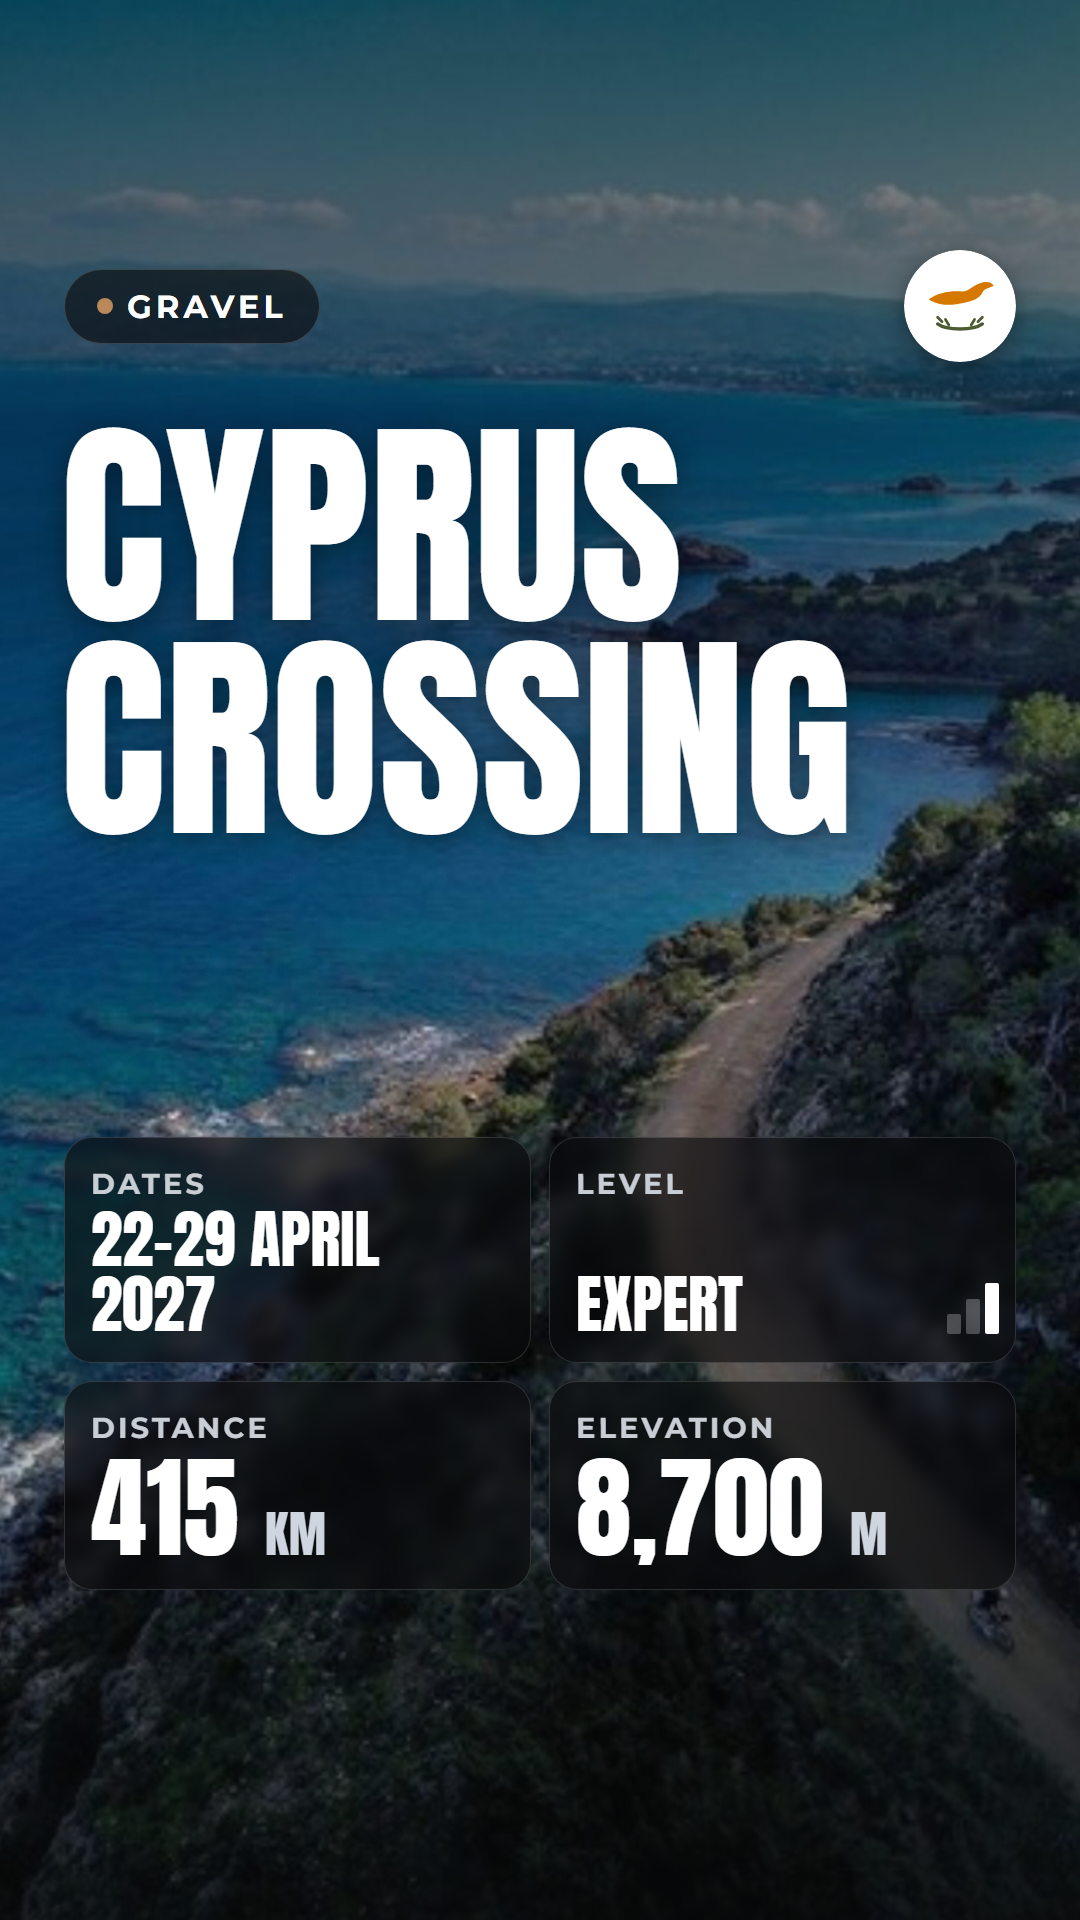 GRAVEL
CYPRUS
CROSSING
DATES
22-29 APRIL
2027
LEVEL
EXPERT
DISTANCE
415 KM
ELEVATION
8,700 M